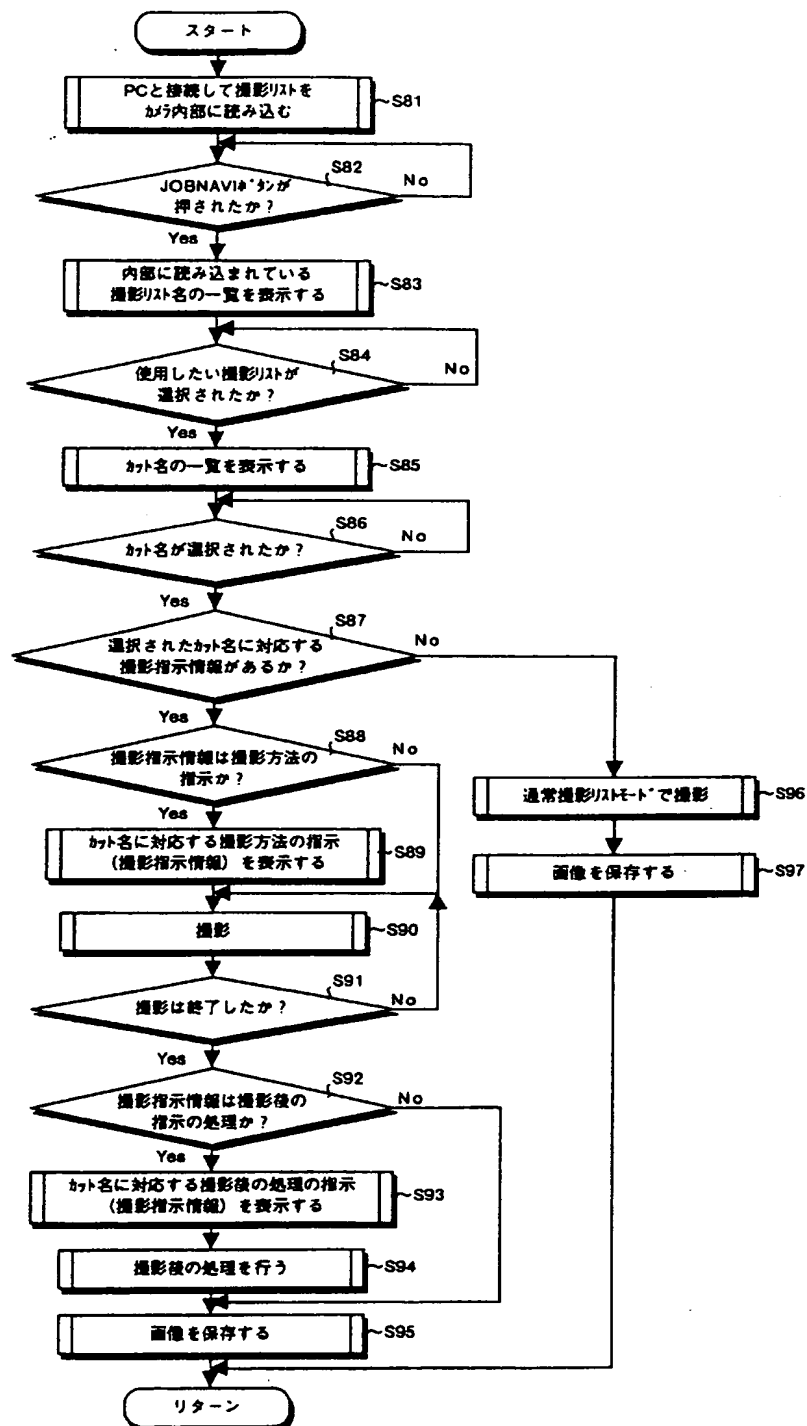 スタート
PCと接続して撮影リストを
カメラ内部に読み込む
S81
S82
JOBNAVIボタンが
押されたか?
No
Yes
内部に読み込まれている
撮影リスト名の一覧を表示する
S83
S84
使用したい撮影リストが
選択されたか?
No
Yes
カット名の一覧を表示する
S85
S86
カット名が選択されたか?
No
Yes
S87
選択されたカット名に対応する
撮影指示情報があるか?
No
Yes
S88
撮影指示情報は撮影方法の
指示か?
No
Yes
カット名に対応する撮影方法の指示
(撮影指示情報)を表示する
S89
撮影
S90
S91
撮影は終了したか?
No
Yes
S92
撮影指示情報は撮影後の
指示の処理か?
No
Yes
カット名に対応する撮影後の処理の指示
(撮影指示情報)を表示する
S93
撮影後の処理を行う
S94
画像を保存する
S95
通常撮影リストモードで撮影
S96
画像を保存する
S97
リターン